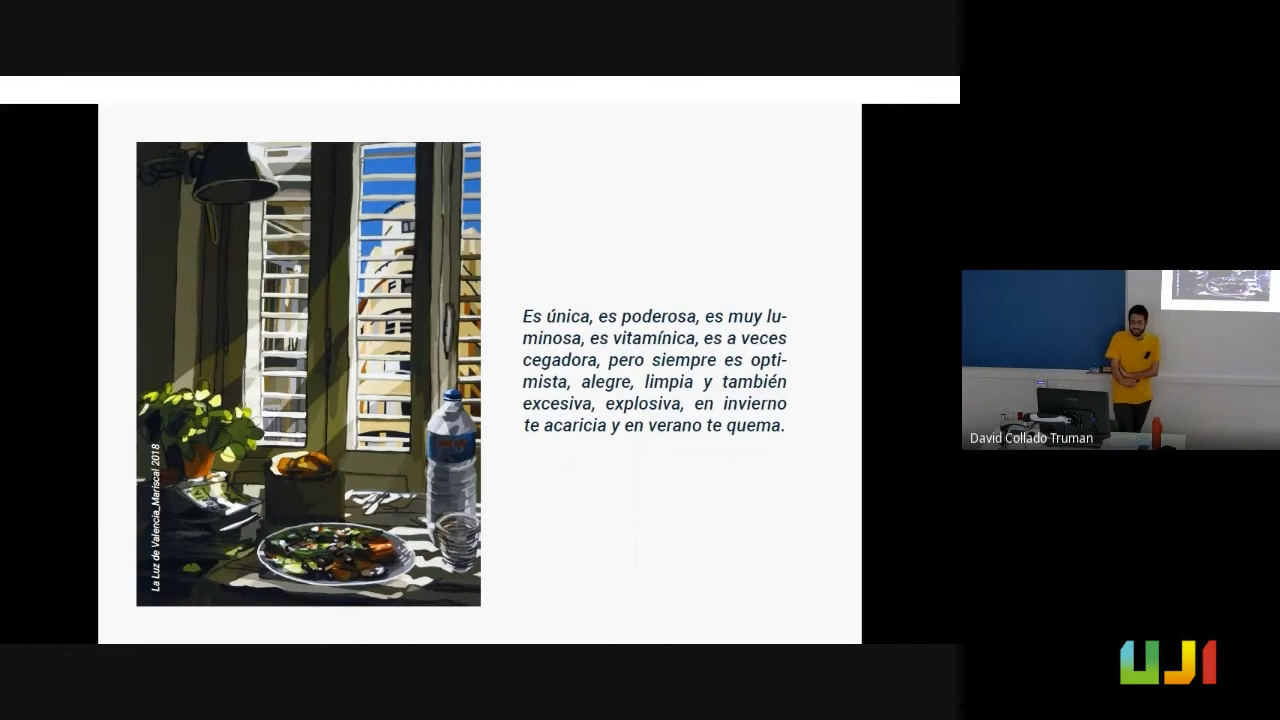 Es única, es poderosa, es muy lu-
minosa, es vitamínica, es a veces
cegadora, pero siempre es opti-
mista, alegre, limpia y también
excesiva, explosiva, en invierno
te acaricia y en verano te quema.
La Luz de Valencia_Mariscal 2018
David Collado Truman
UJI